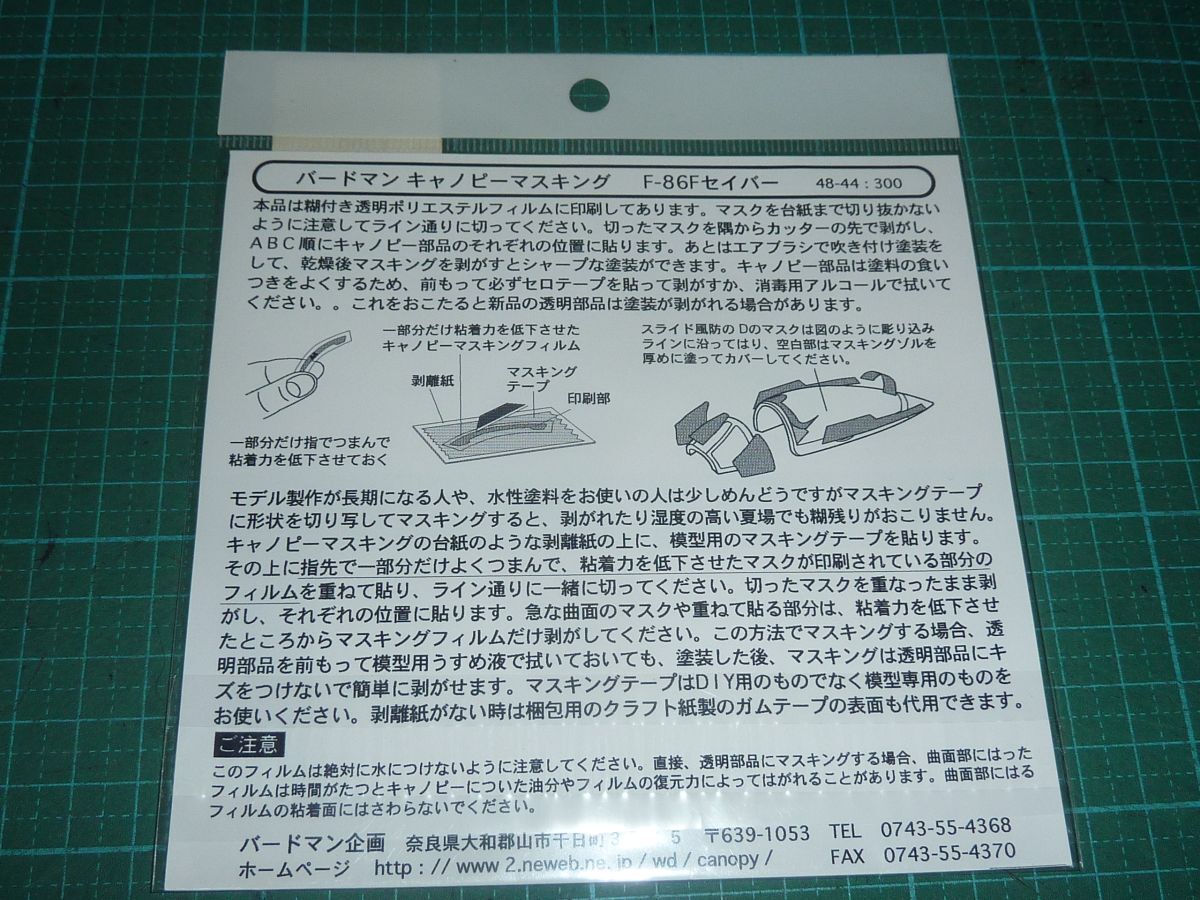 バードマン キャノピーマスキング F-86Fセイバー 48-44：300
本品は糊付き透明ポリエステルフィルムに印刷してあります。マスクを台紙まで切り抜かない
ように注意してライン通りに切ってください。切ったマスクを隅からカッターの先で剥がし、
ＡＢＣ順にキャノピー部品のそれぞれの位置に貼ります。あとはエアブラシで吹き付け塗装を
して、乾燥後マスキングを剥がすとシャープな塗装ができます。キャノピー部品は塗料の食い
つきをよくするため、前もって必ずセロテープを貼って剥がすか、消毒用アルコールで拭いて
ください。。これをおこたると新品の透明部品は塗装が剥がれる場合があります。
一部分だけ粘着力を低下させた
キャノピーマスキングフィルム
剥離紙
マスキング
テープ
印刷部
一部分だけ指でつまんで
粘着力を低下させておく
スライド風防の Dのマスクは図のように彫り込み
ラインに沿ってはり、空白部はマスキングゾルを
厚めに塗ってカバーしてください。
モデル製作が長期になる人や、水性塗料をお使いの人は少しめんどうですがマスキングテープ
に形状を切り写してマスキングすると、剥がれたり湿度の高い夏場でも糊残りがおこりません。
キャノピーマスキングの台紙のような剥離紙の上に、模型用のマスキングテープを貼ります。
その上に指先で一部分だけよくつまんで、粘着力を低下させたマスクが印刷されている部分の
フィルムを重ねて貼り、ライン通りに一緒に切ってください。切ったマスクを重なったまま剥
がし、それぞれの位置に貼ります。急な曲面のマスクや重ねて貼る部分は、粘着力を低下させ
たところからマスキングフィルムだけ剥がしてください。この方法でマスキングする場合、透
明部品を前もって模型用うすめ液で拭いておいても、塗装した後、マスキングは透明部品にキ
ズをつけないで簡単に剥がせます。マスキングテープはＤＩＹ用のものでなく模型専用のものを
お使いください。剥離紙がない時は梱包用のクラフト紙製のガムテープの表面も代用できます。
ご注意
このフィルムは絶対に水につけないように注意してください。直接、透明部品にマスキングする場合、曲面部にはった
フィルムは時間がたつとキャノピーについた油分やフィルムの復元力によってはがれることがあります。曲面部にはる
フィルムの粘着面にはさわらないでください。
バードマン企画 奈良県大和郡山市千日町3 5 〒639-1053 TEL 0743-55-4368
ホームページ http：// www 2.neweb.ne.jp / wd / canopy / FAX 0743-55-4370